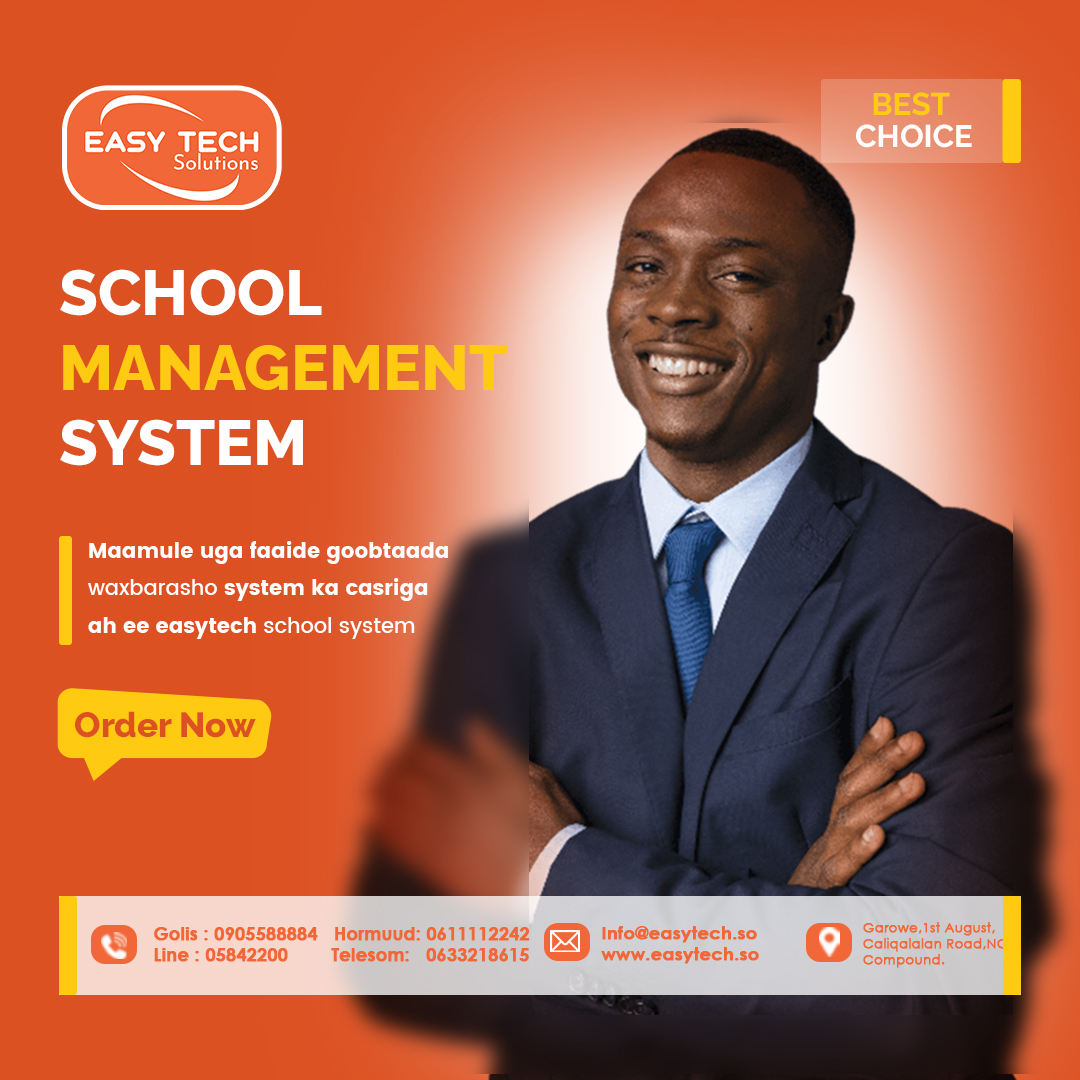 EASY TECH
Solutions
BEST
CHOICE
SCHOOL
MANAGEMENT
SYSTEM
Maamule uga faaide goobtaada
waxbarasho system ka casriga
ah ee easytech school system
Order Now
Golis : 0905588884 Hormuud: 0611112242
Line : 05842200 Telesom: 0633218615
Info@easytech.so
www.easytech.so
Garowe,1st August,
Caliqalalan Road,NC
Compound.